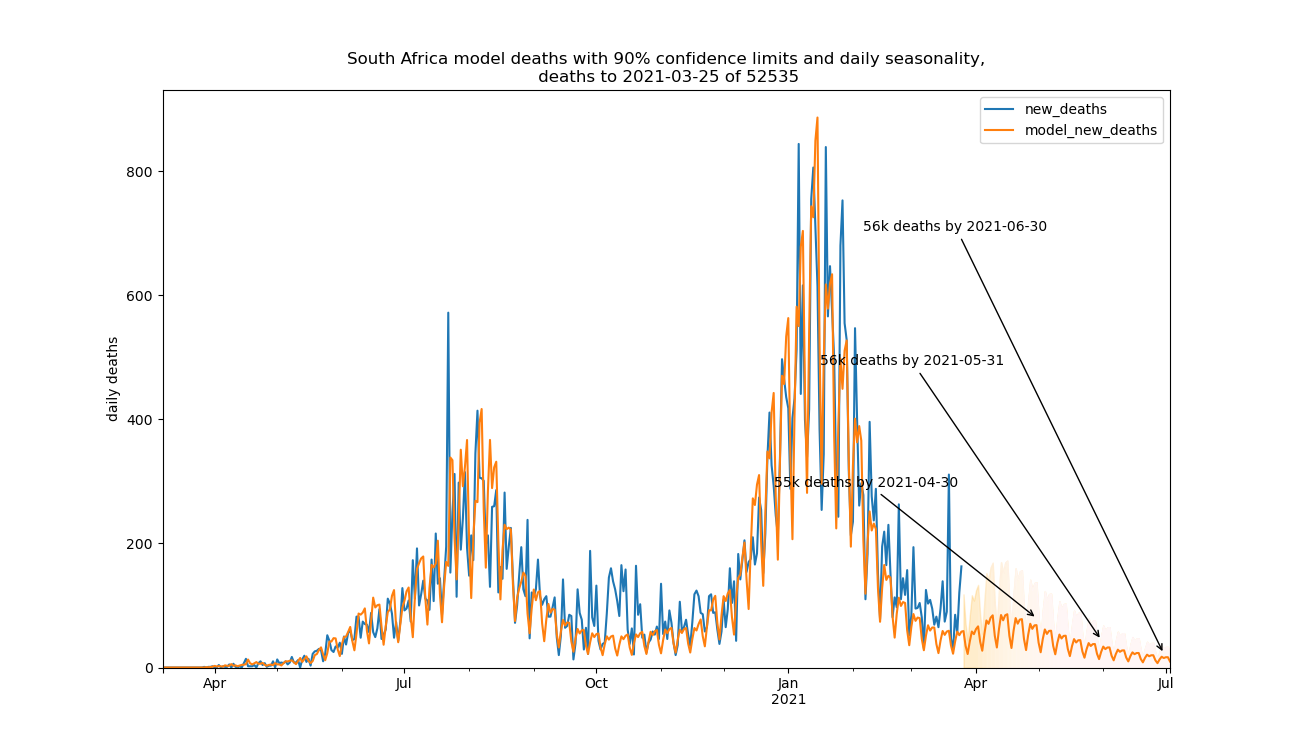 South Africa model deaths with 90% confidence limits and daily seasonality,
deaths to 2021-03-25 of 52535
new_deaths
model_new_deaths
800
600
400
200
0
daily deaths
56k deaths by 2021-06-30
56k deaths by 2021-05-31
55k deaths by 2021-04-30
Apr
Jul
Oct
Jan
2021
Apr
Jul